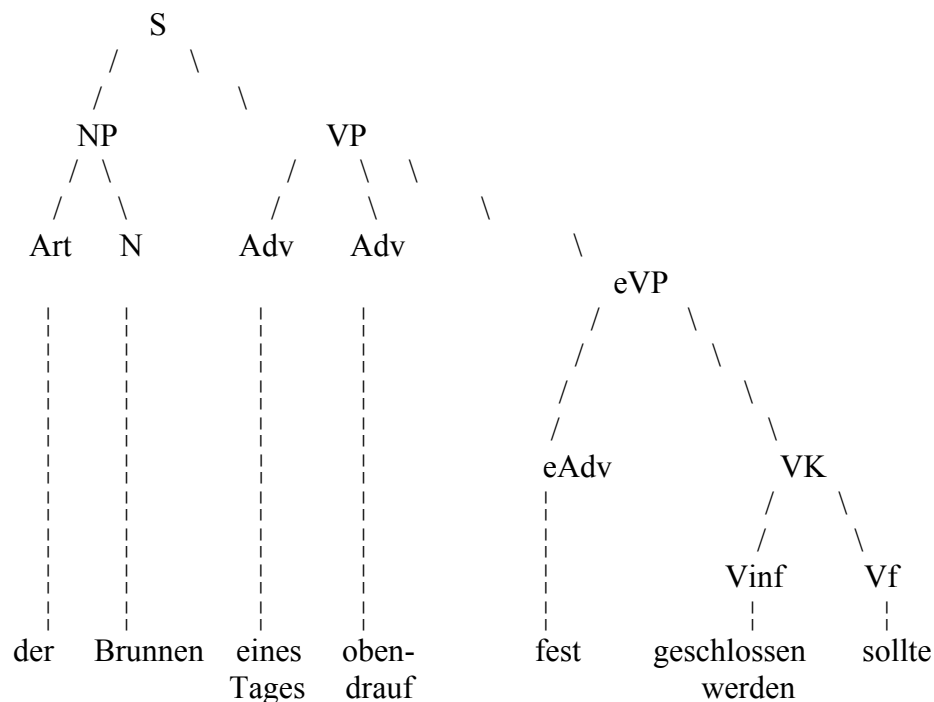 S
NP VP
Art N Adv Adv
eVP
eAdv VK
Vinf Vf
der Brunnen eines oben- fest geschlossen sollte
Tages drauf werden